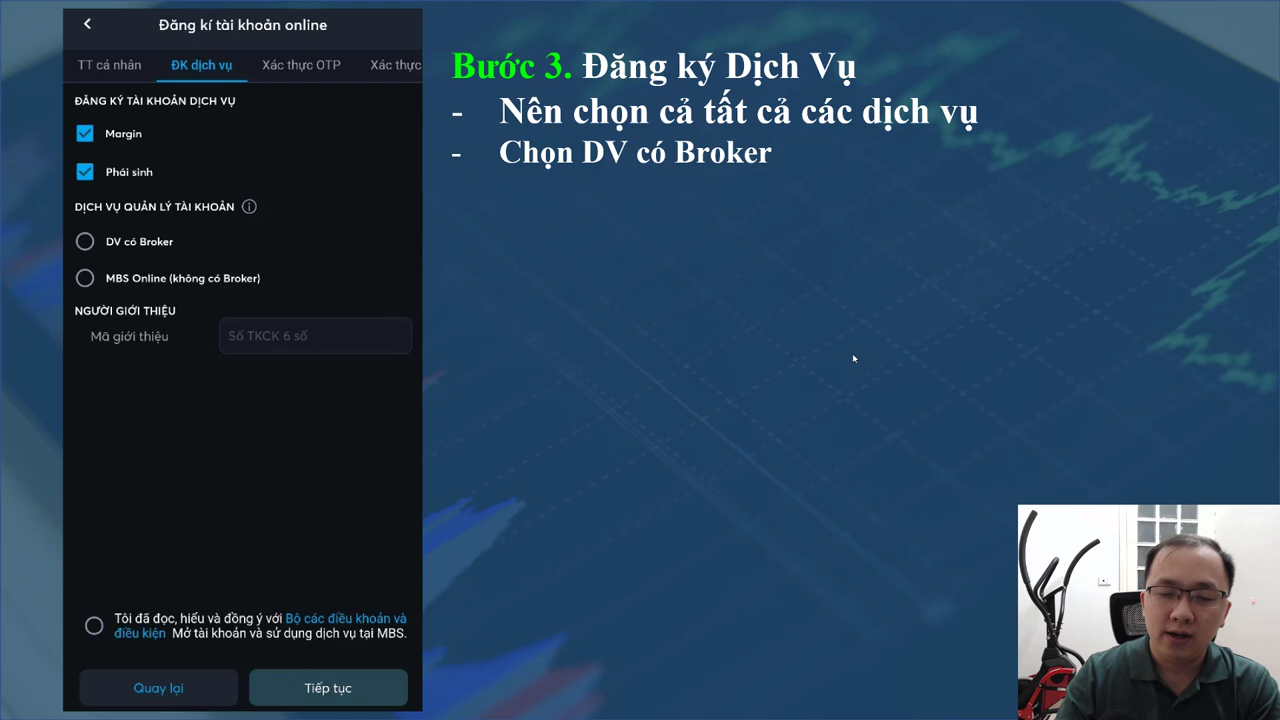 Đăng kí tài khoản online
TT cá nhân
ĐK dịch vụ
Xác thực OTP
Xác thực
ĐĂNG KÝ TÀI KHOẢN DỊCH VỤ
Margin
Phái sinh
DỊCH VỤ QUẢN LÝ TÀI KHOẢN
DV có Broker
MBS Online (không có Broker)
NGƯỜI GIỚI THIỆU
Mã giới thiệu
Số TKCK 6 số
Tôi đã đọc, hiểu và đồng ý với Bộ các điều khoản và
điều kiện Mở tài khoản và sử dụng dịch vụ tại MBS.
Quay lại
Tiếp tục
Bước 3. Đăng ký Dịch Vụ
- Nên chọn cả tất cả các dịch vụ
- Chọn DV có Broker